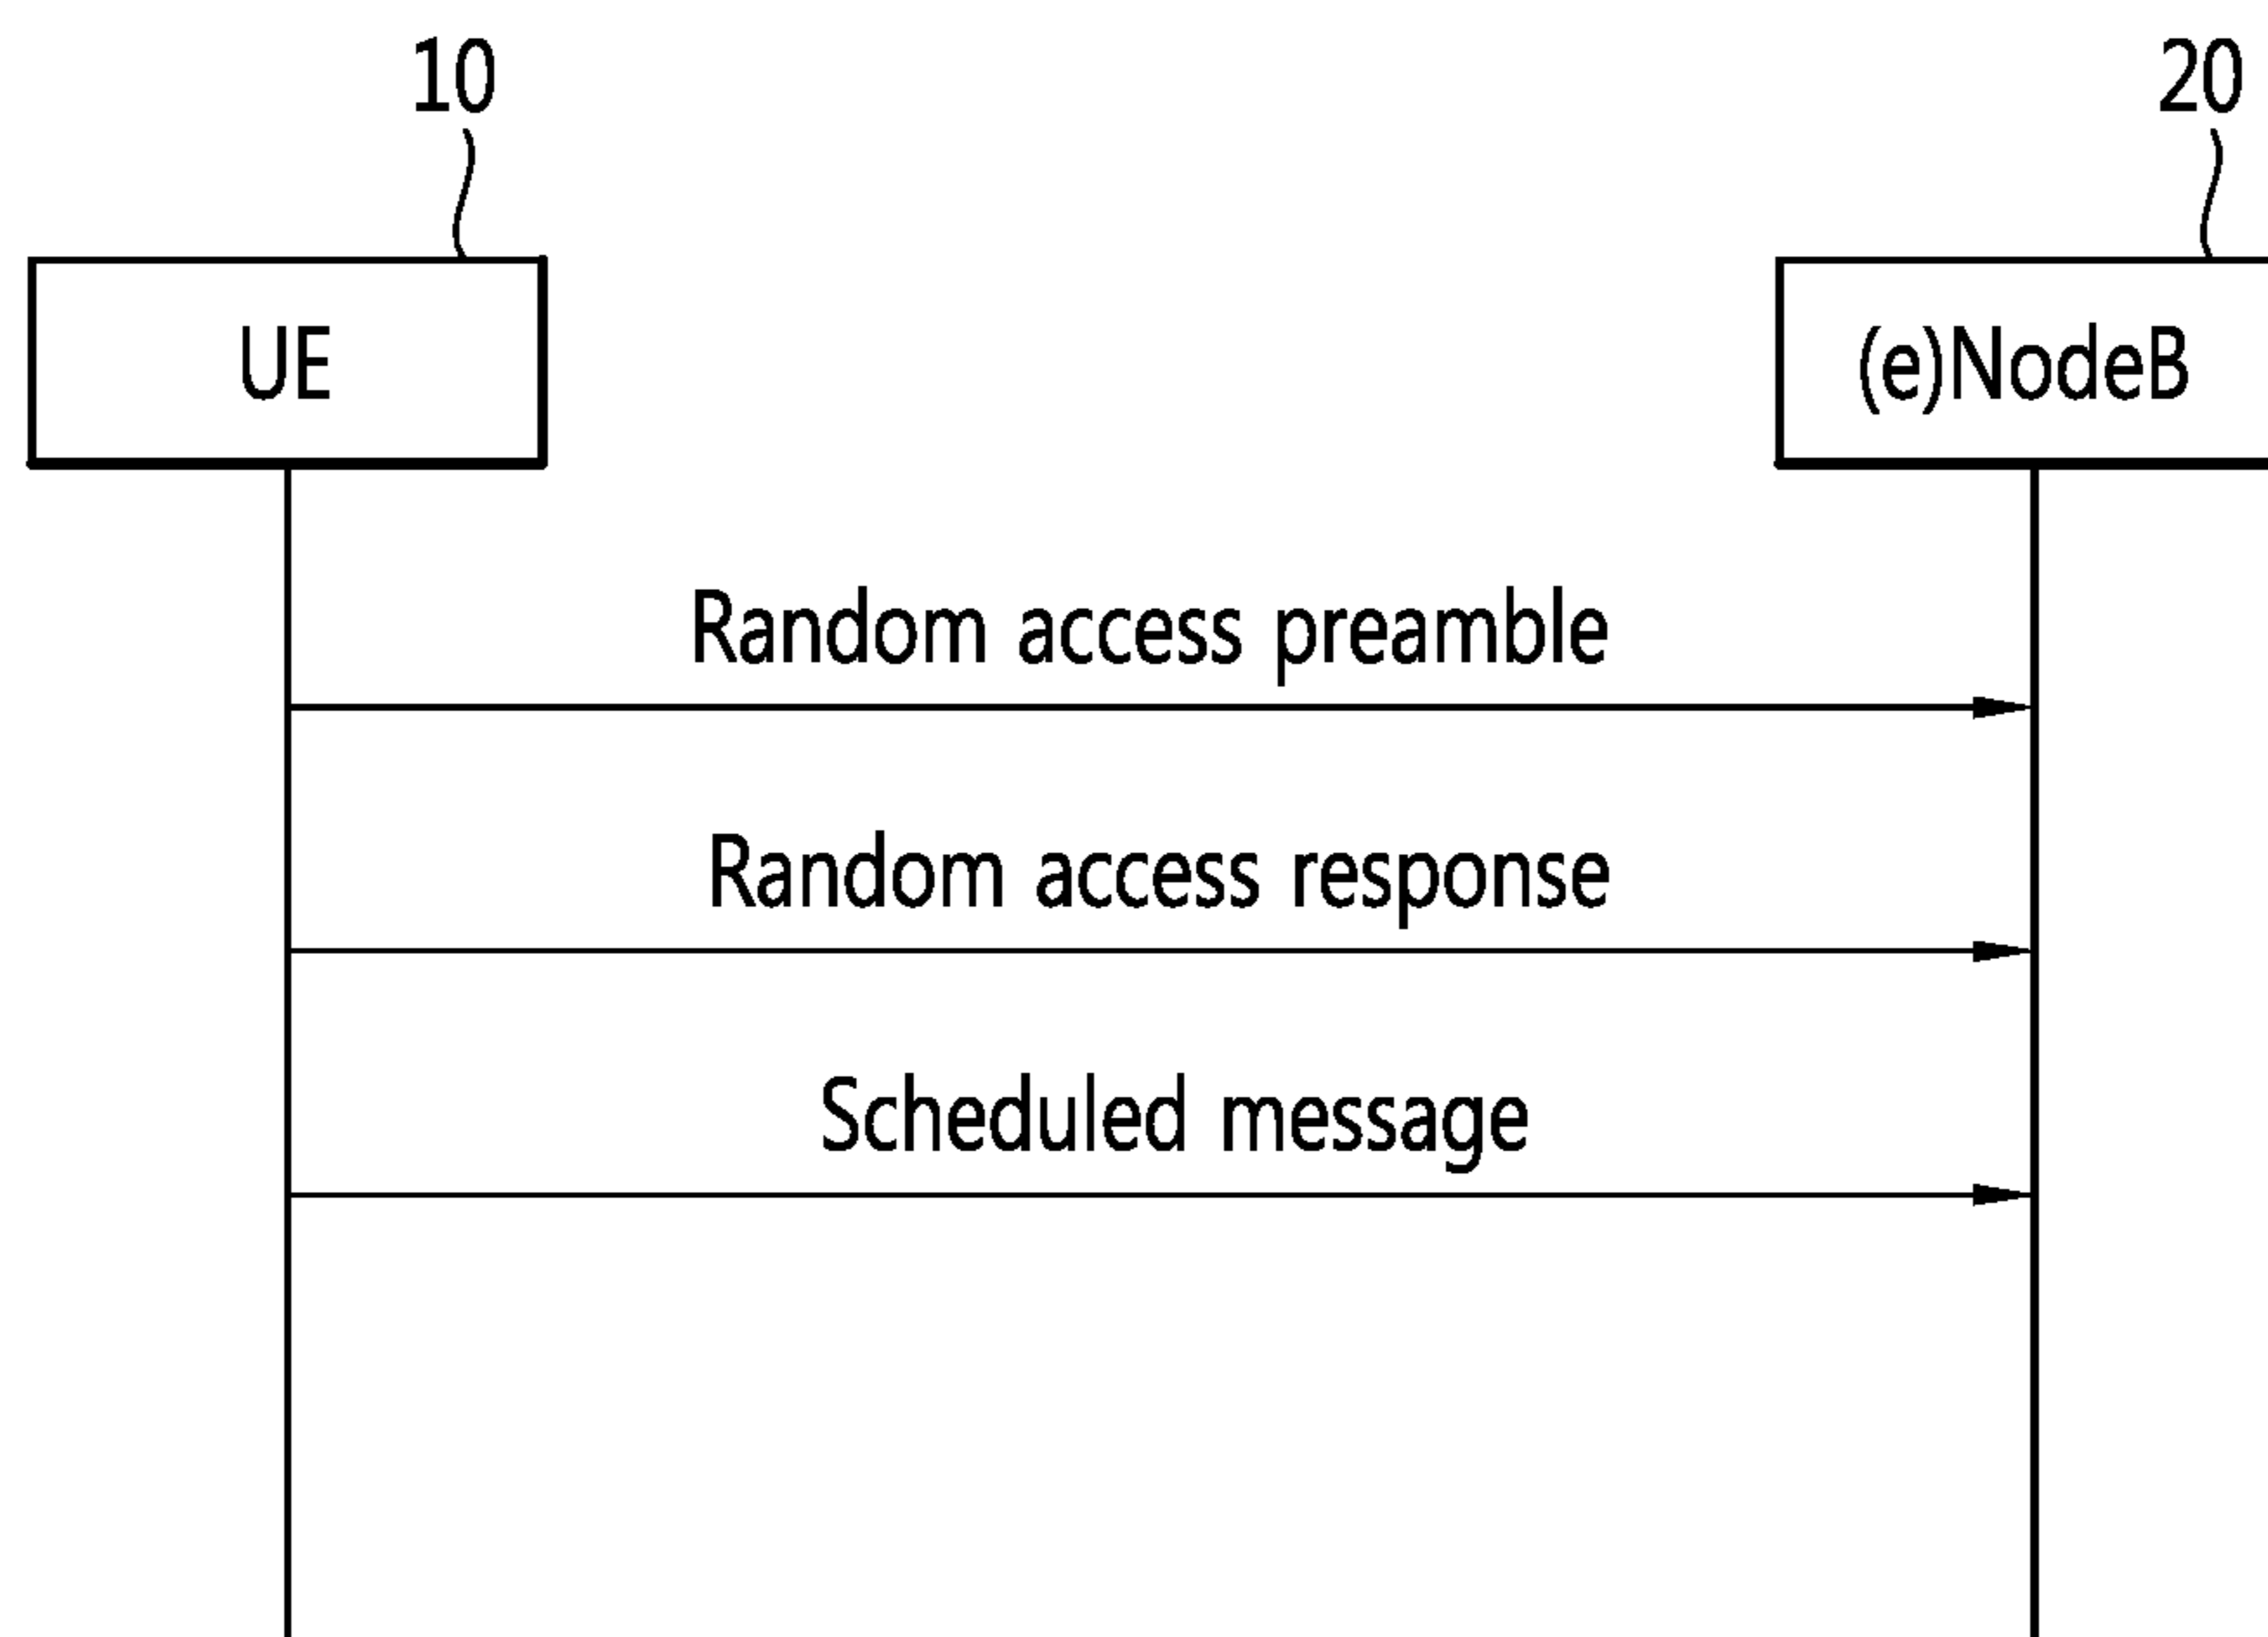 10
20
UE
(e)NodeB
Random access preamble
Random access response
Scheduled message